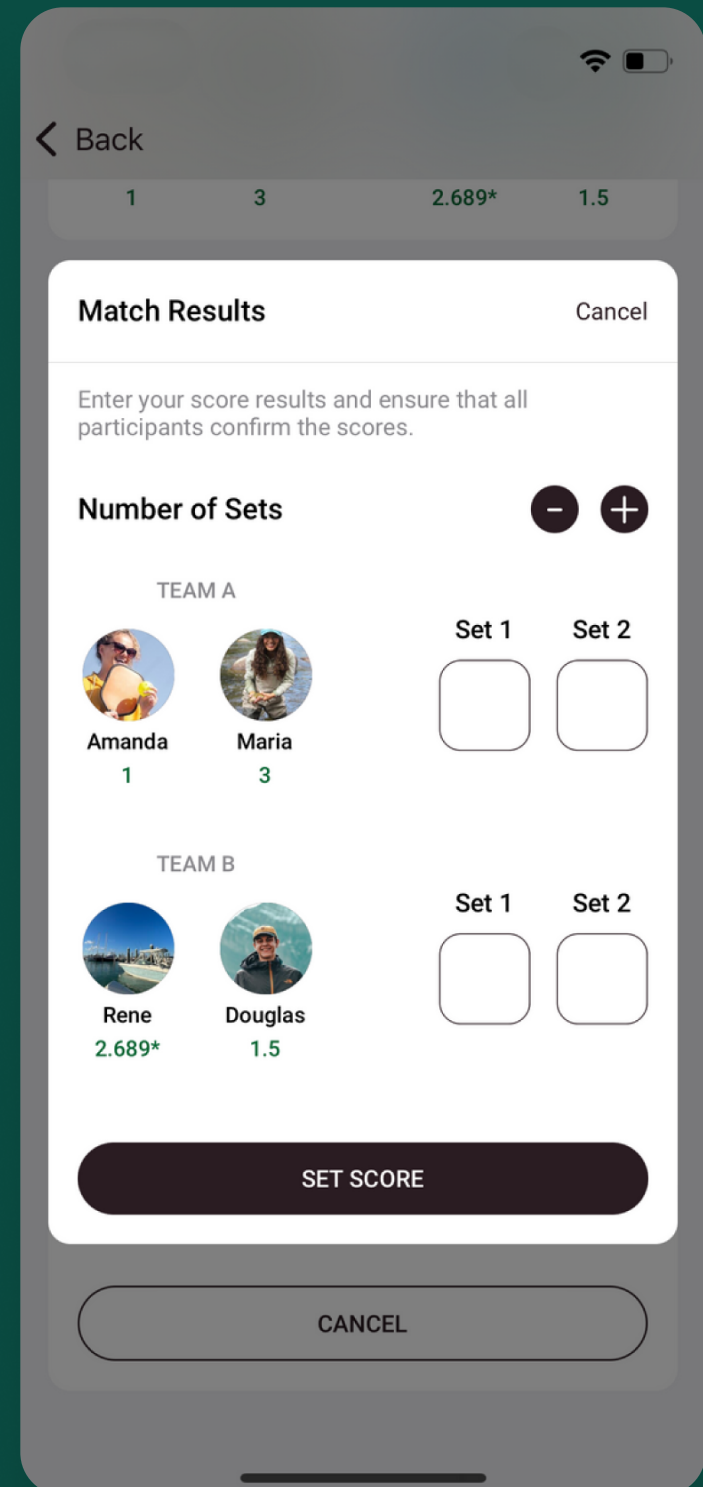 Back
1 3 2.689* 1.5
Match Results Cancel
Enter your score results and ensure that all
participants confirm the scores.
Number of Sets - +
TEAM A
Set 1 Set 2
Amanda Maria
1 3
TEAM B
Set 1 Set 2
Rene Douglas
2.689* 1.5
SET SCORE
CANCEL